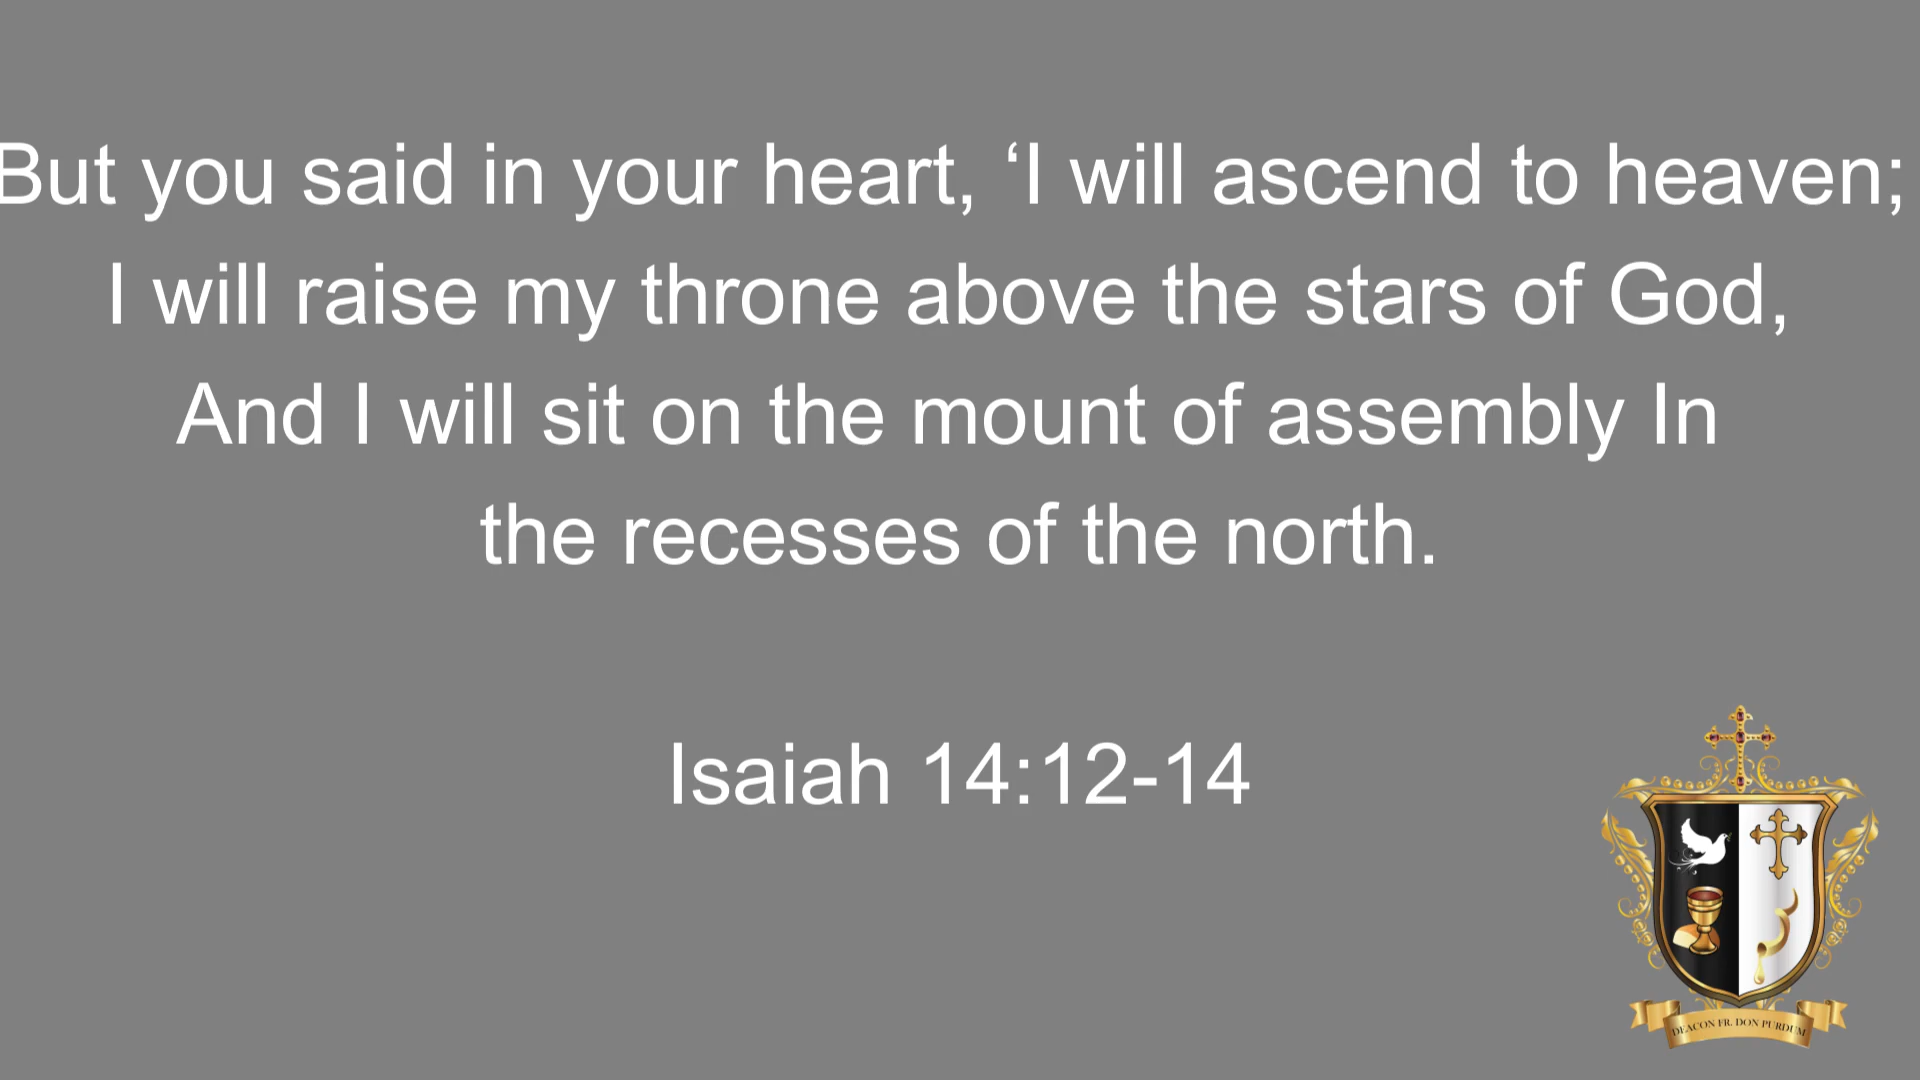 But you said in your heart, ‘I will ascend to heaven;
I will raise my throne above the stars of God,
And I will sit on the mount of assembly In
the recesses of the north.
Isaiah 14:12-14
DEACON FR. DON PURDUM